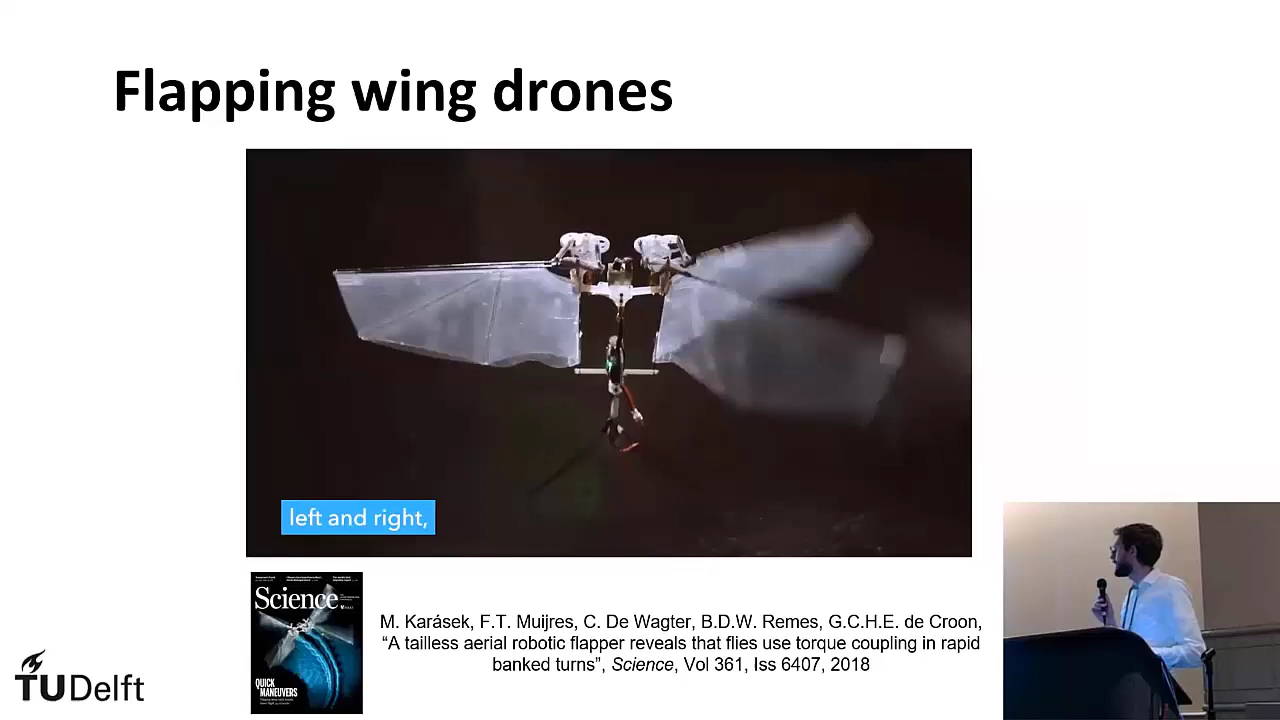 Flapping wing drones
left and right,
Science
QUICK
MANEUVERS
M. Karásek, F.T. Muijres, C. De Wagter, B.D.W. Remes, G.C.H.E. de Croon,
“A tailless aerial robotic flapper reveals that flies use torque coupling in rapid
banked turns”, Science, Vol 361, Iss 6407, 2018
TUDelft